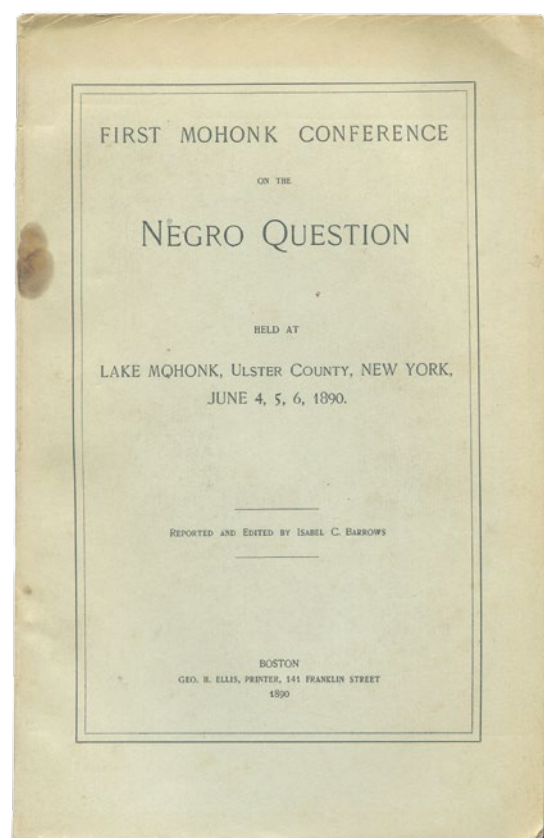 FIRST MOHONK CONFERENCE
ON THE
NEGRO QUESTION
HELD AT
LAKE MOHONK, ULSTER COUNTY, NEW YORK,
JUNE 4, 5, 6, 1890.
REPORTED AND EDITED BY ISABEL C. BARROWS
BOSTON
GEO. H. ELLIS, PRINTER, 141 FRANKLIN STREET
1890